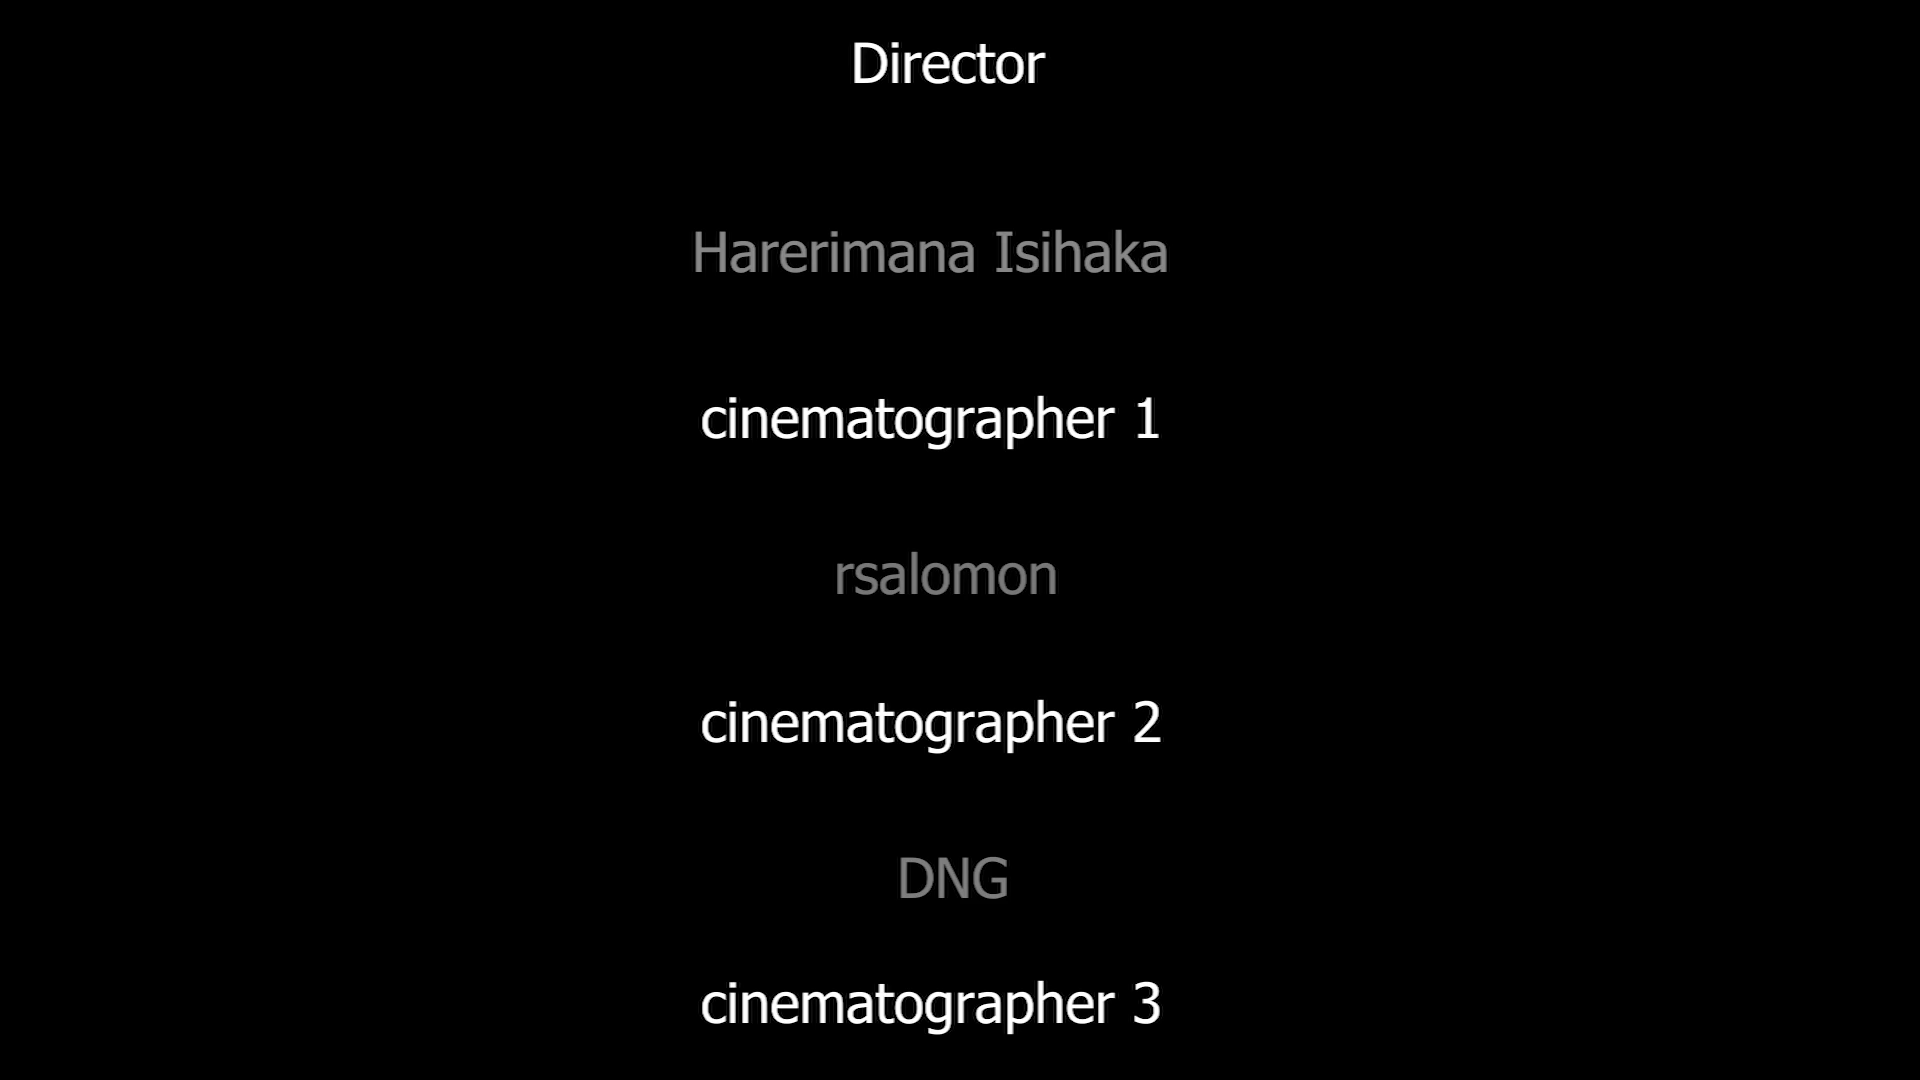 Director
Harerimana Isihaka
cinematographer 1
rsalomon
cinematographer 2
DNG
cinematographer 3